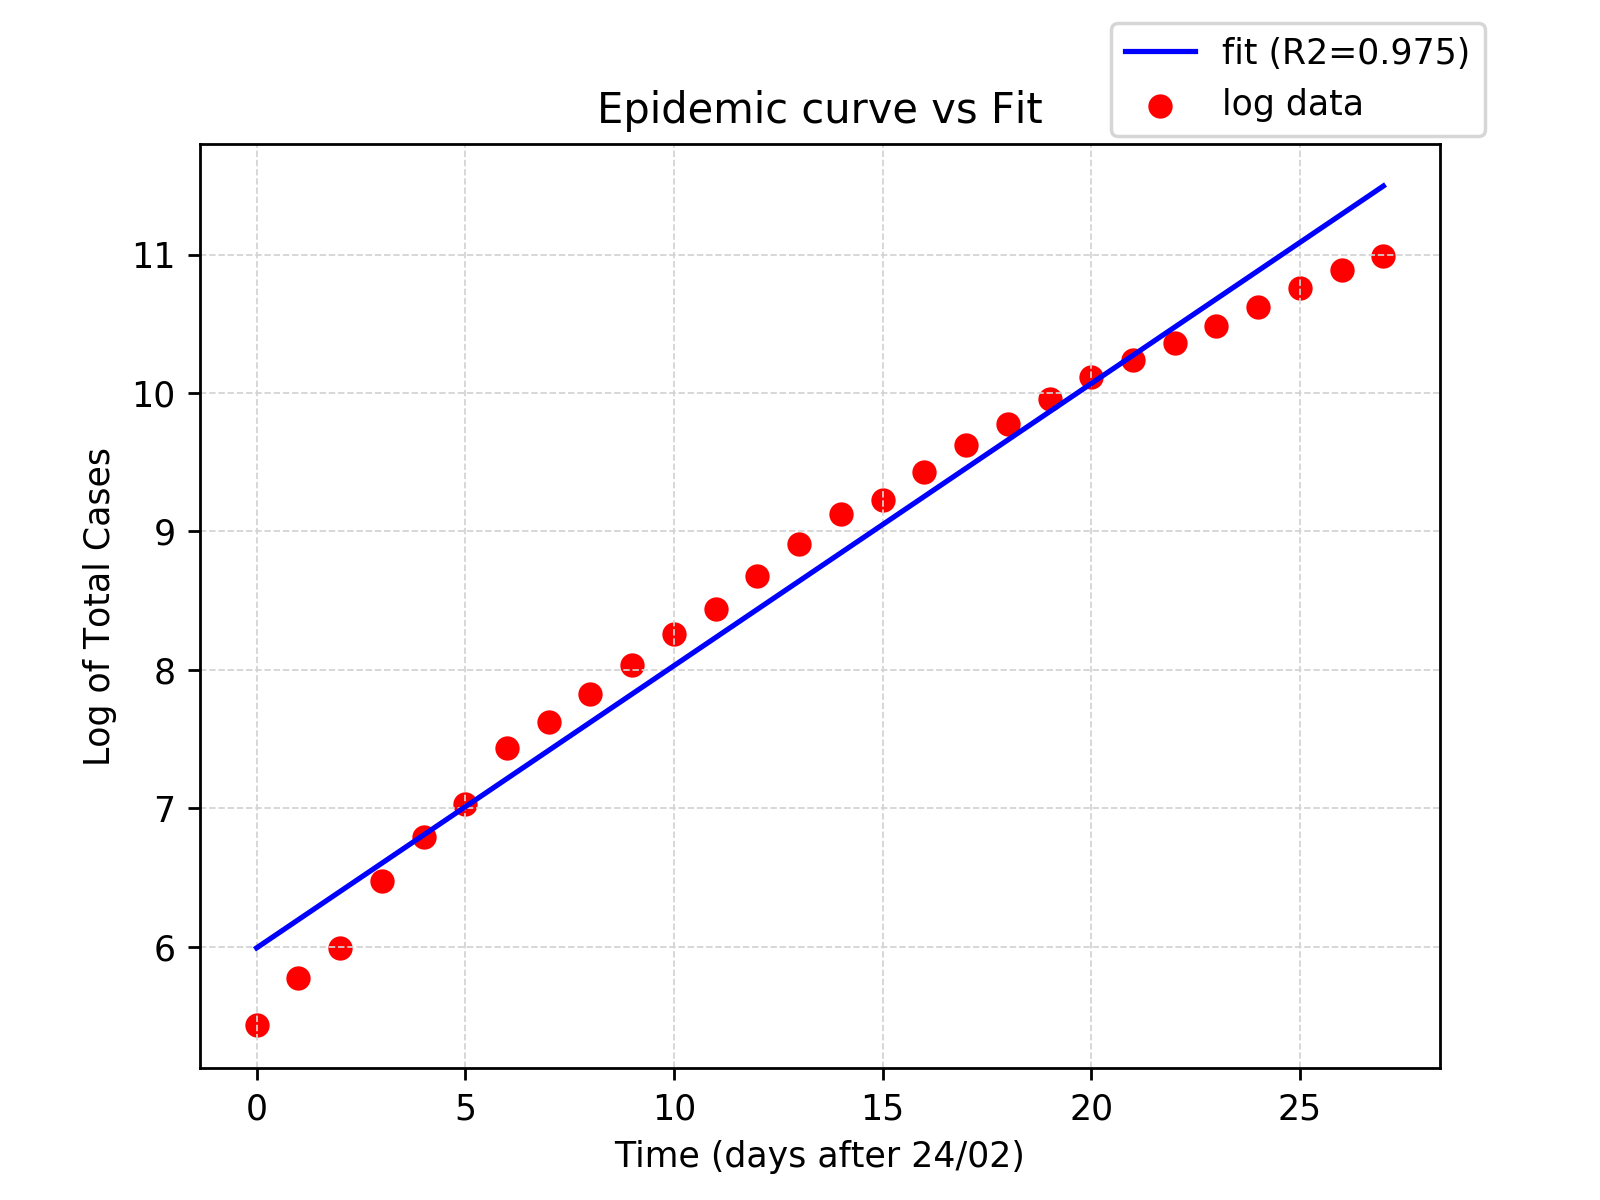 fit (R2=0.975)
log data
Epidemic curve vs Fit
11
10
9
8
7
6
Log of Total Cases
0 5 10 15 20 25
Time (days after 24/02)